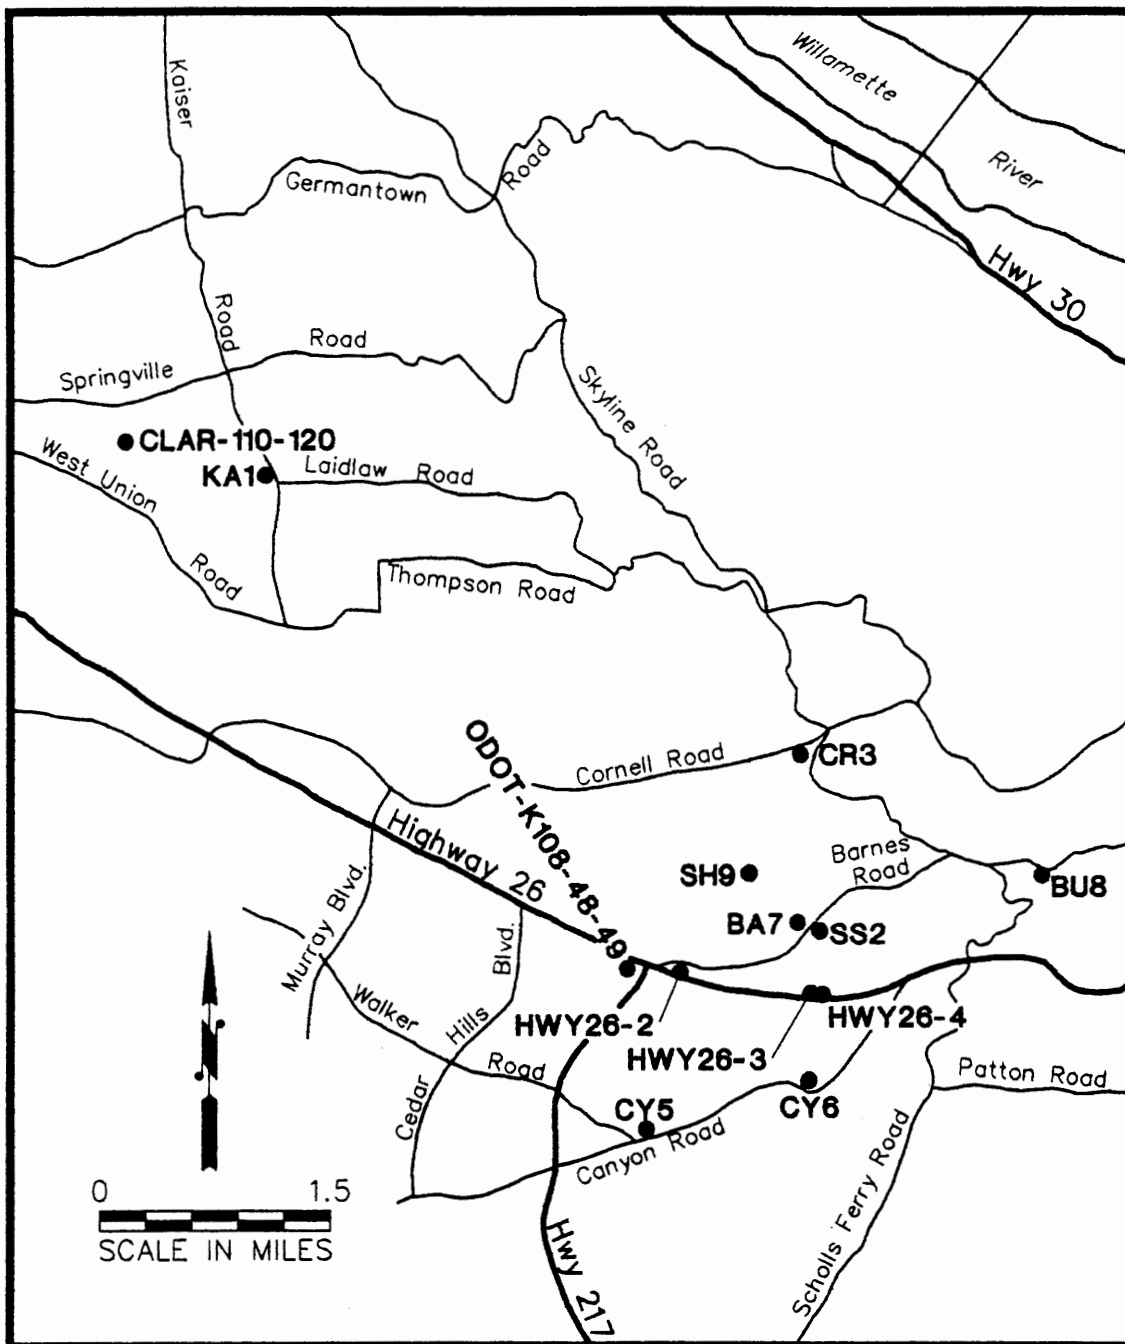 Willamette
River
Kaiser
Road
Germantown
Road
Hwy 30
Road
Springville
Road
Skyline Road
CLAR-110-120
West Union
Road
KA1
Laidlaw Road
Thompson Road
ODOT-K108-48-49
Cornell Road
CR3
Highway 26
Murray Blvd.
SH9
Barnes
Road
BU8
BA7
SS2
Cedar Hills Blvd.
Walker
Road
HWY26-2
HWY26-3
HWY26-4
CY5
CY6
Canyon Road
Patton Road
Scholls Ferry Road
Hwy 217
N
0 1.5
SCALE IN MILES